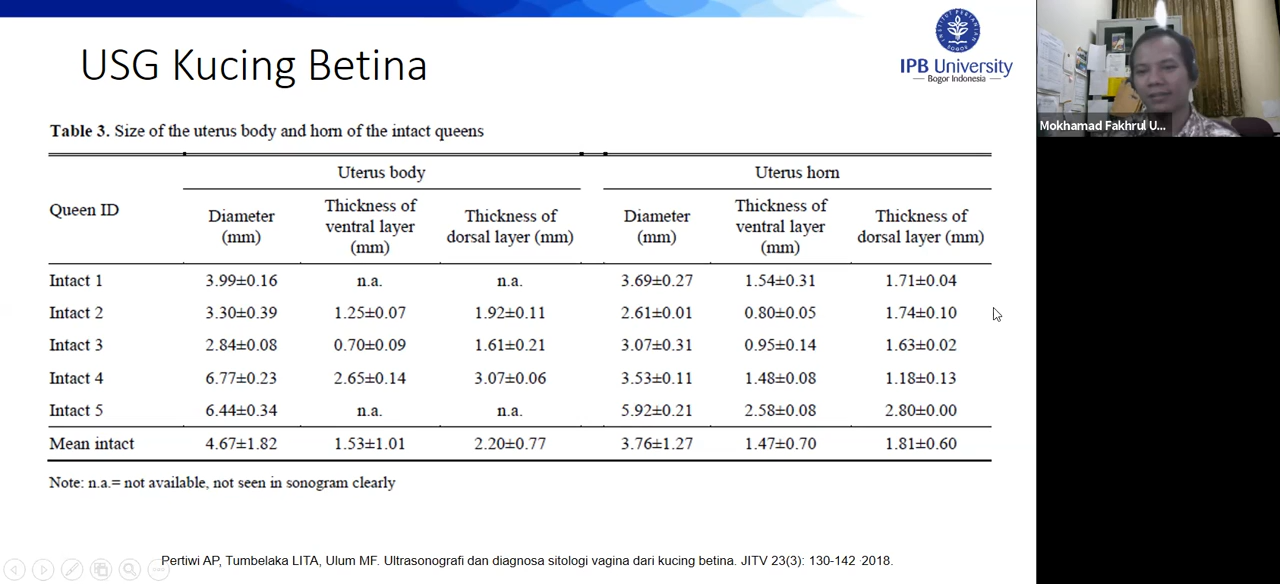 USG Kucing Betina
IPB University
Bogor Indonesia
Mokhamad Fakhrul U...
Table 3. Size of the uterus body and horn of the intact queens
Queen ID
Uterus body
Uterus horn
Diameter (mm)
Thickness of ventral layer (mm)
Thickness of dorsal layer (mm)
Diameter (mm)
Thickness of ventral layer (mm)
Thickness of dorsal layer (mm)
Intact 1 3.99±0.16 n.a. n.a. 3.69±0.27 1.54±0.31 1.71±0.04
Intact 2 3.30±0.39 1.25±0.07 1.92±0.11 2.61±0.01 0.80±0.05 1.74±0.10
Intact 3 2.84±0.08 0.70±0.09 1.61±0.21 3.07±0.31 0.95±0.14 1.63±0.02
Intact 4 6.77±0.23 2.65±0.14 3.07±0.06 3.53±0.11 1.48±0.08 1.18±0.13
Intact 5 6.44±0.34 n.a. n.a. 5.92±0.21 2.58±0.08 2.80±0.00
Mean intact 4.67±1.82 1.53±1.01 2.20±0.77 3.76±1.27 1.47±0.70 1.81±0.60
Note: n.a.= not available, not seen in sonogram clearly
Pertiwi AP, Tumbelaka LITA, Ulum MF. Ultrasonografi dan diagnosa sitologi vagina dari kucing betina. JITV 23(3): 130-142 2018.